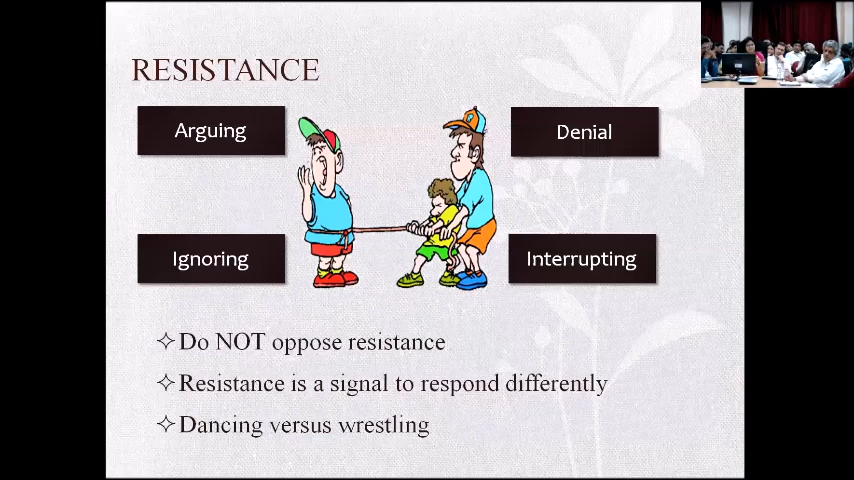 RESISTANCE
Arguing
Denial
Ignoring
Interrupting
Do NOT oppose resistance
Resistance is a signal to respond differently
Dancing versus wrestling